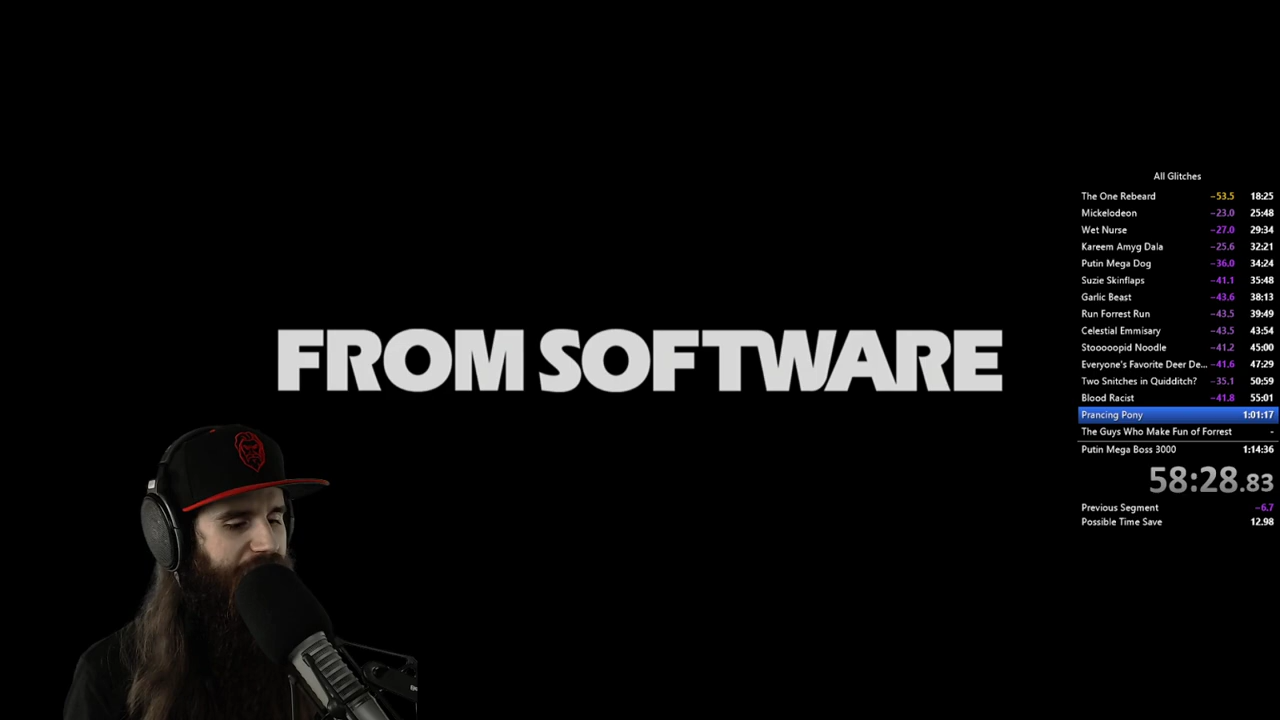 FROM SOFTWARE
All Glitches
The One Rebeard −53.5 18:25
Mickelodeon −23.0 25:48
Wet Nurse −27.0 29:34
Kareem Amyg Dala −25.6 32:21
Putin Mega Dog −36.0 34:24
Suzie Skinflaps −41.1 35:48
Garlic Beast −43.6 38:13
Run Forrest Run −43.5 39:49
Celestial Emmisary −43.5 43:54
Stooooopid Noodle −41.2 45:00
Everyone's Favorite Deer De... −41.6 47:29
Two Snitches in Quidditch? −35.1 50:59
Blood Racist −41.8 55:01
Prancing Pony 1:01:17
The Guys Who Make Fun of Forrest -
Putin Mega Boss 3000 1:14:36
58:28.83
Previous Segment −6.7
Possible Time Save 12.98